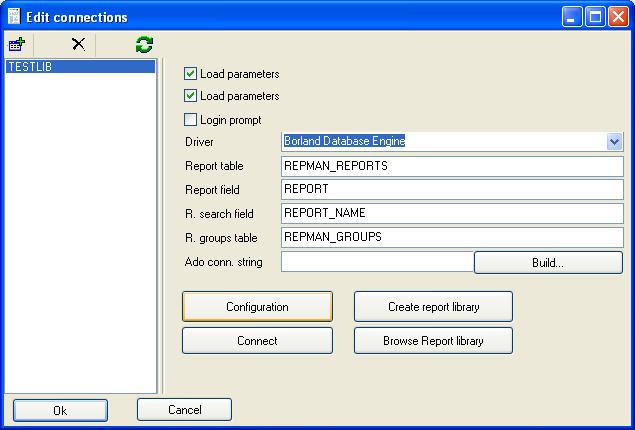 Edit connections
TESTLIB
Load parameters
Load parameters
Login prompt
Driver Borland Database Engine
Report table REPMAN_REPORTS
Report field REPORT
R. search field REPORT_NAME
R. groups table REPMAN_GROUPS
Ado conn. string Build...
Configuration Create report library
Connect Browse Report library
Ok Cancel